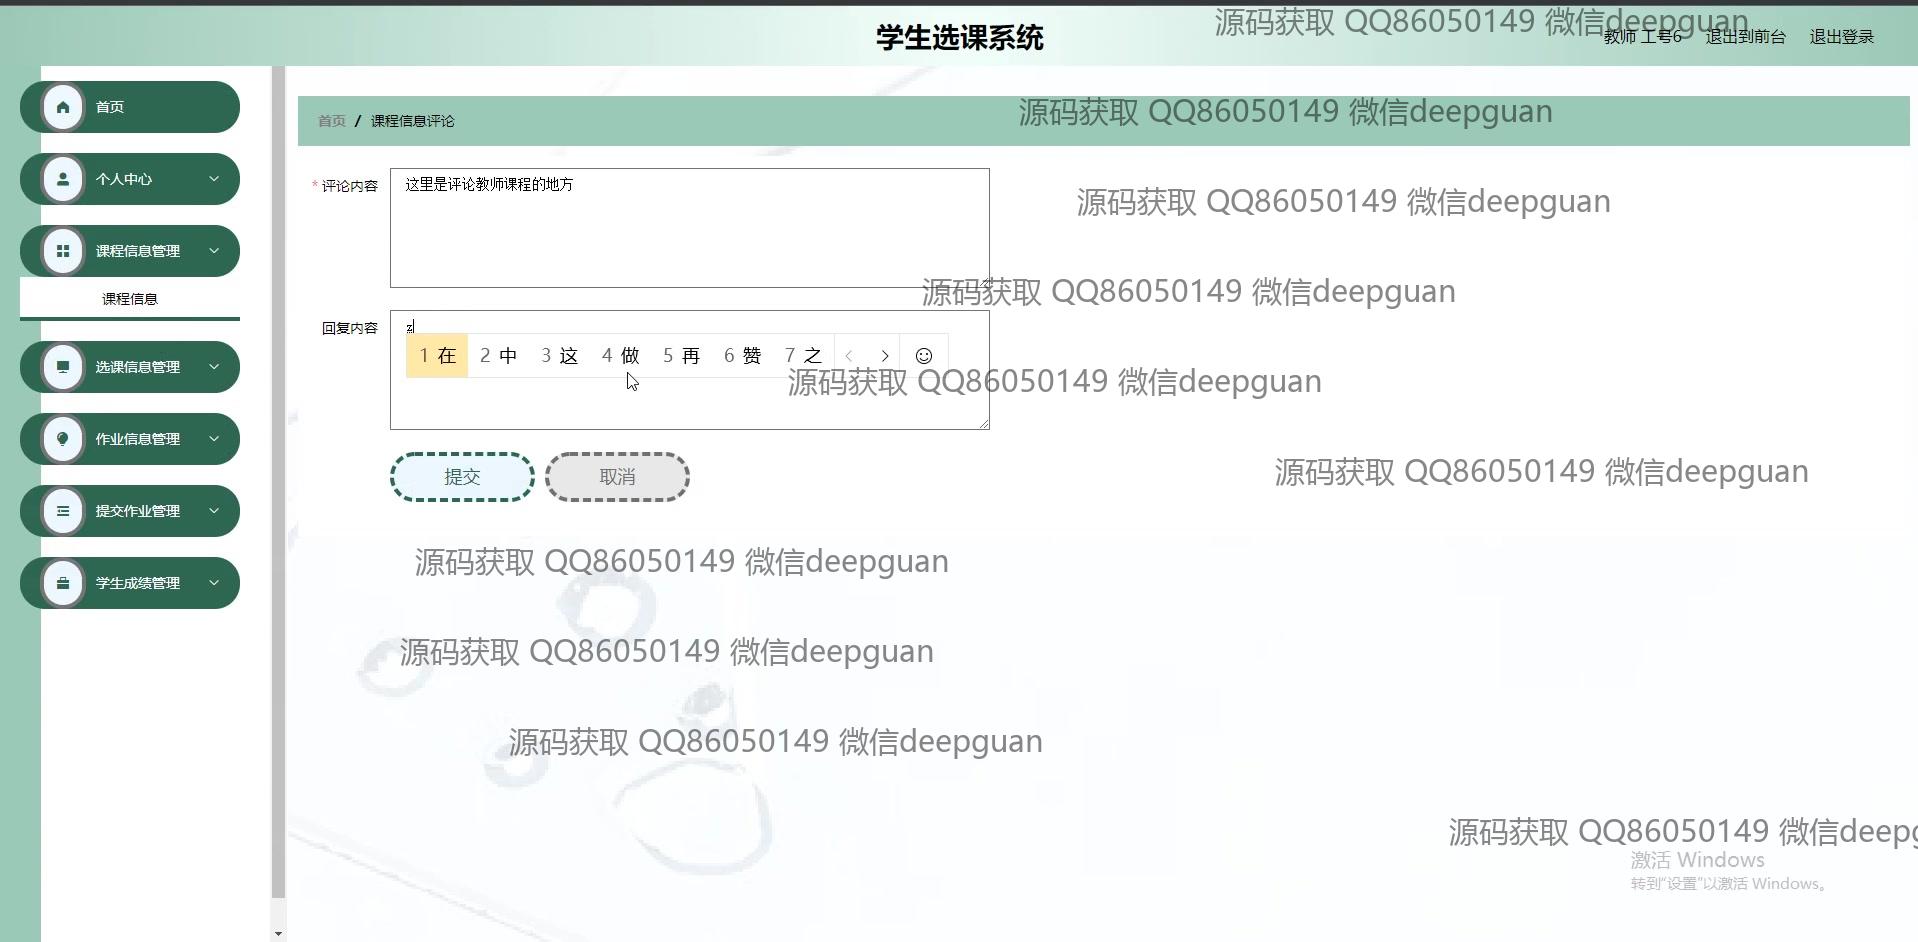 学生选课系统
源码获取 QQ86050149 微信deepguan
教师 工号6 退出到前台 退出登录
首页
首页 / 课程信息评论
源码获取 QQ86050149 微信deepguan
个人中心
* 评论内容 这里是评论教师课程的地方
源码获取 QQ86050149 微信deepguan
课程信息管理
源码获取 QQ86050149 微信deepguan
课程信息
回复内容 z
1 在 2 中 3 这 4 做 5 再 6 赞 7 之
选课信息管理
源码获取 QQ86050149 微信deepguan
作业信息管理
提交 取消
源码获取 QQ86050149 微信deepguan
提交作业管理
源码获取 QQ86050149 微信deepguan
学生成绩管理
源码获取 QQ86050149 微信deepguan
源码获取 QQ86050149 微信deepguan
源码获取 QQ86050149 微信deepg
激活 Windows
转到“设置”以激活 Windows。